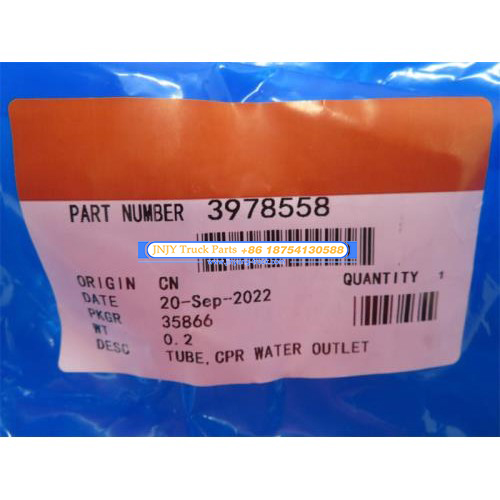 PART NUMBER 3978558
JNJY Truck Parts +86 18754130588
ORIGIN CN QUANTITY 1
DATE 20-Sep-2022
PKGR 35866
WT 0.2
DESC TUBE,CPR WATER OUTLET